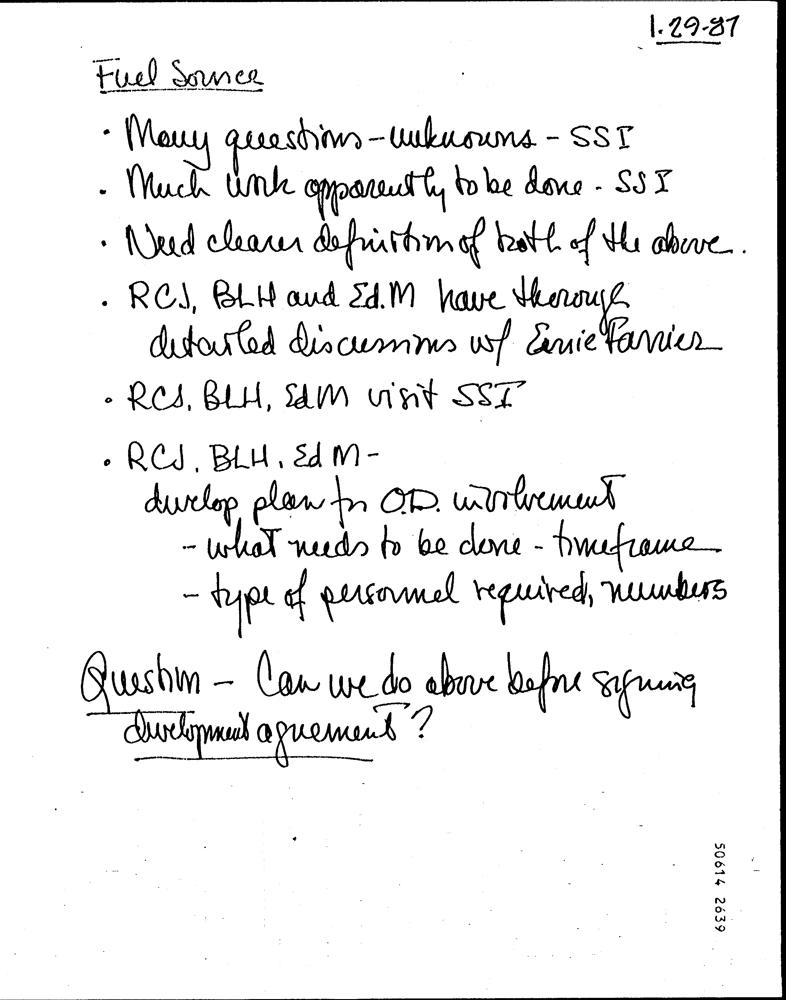 1-29-87
Fuel Source
• Many questions - unknowns - SSI
• Much work apparently to be done - SSI
• Need clearer definition of both of the above.
• RCJ, BLH and Ed.M have thorough
detailed discussions w/ Ernie Farrier
• RCJ, BLH, EdM visit SSI
• RCJ, BLH, Ed M -
develop plan for O.D. involvement
- what needs to be done - timeframe
- type of personnel required, numbers
Question - Can we do above before signing
development agreement?
50614 2639